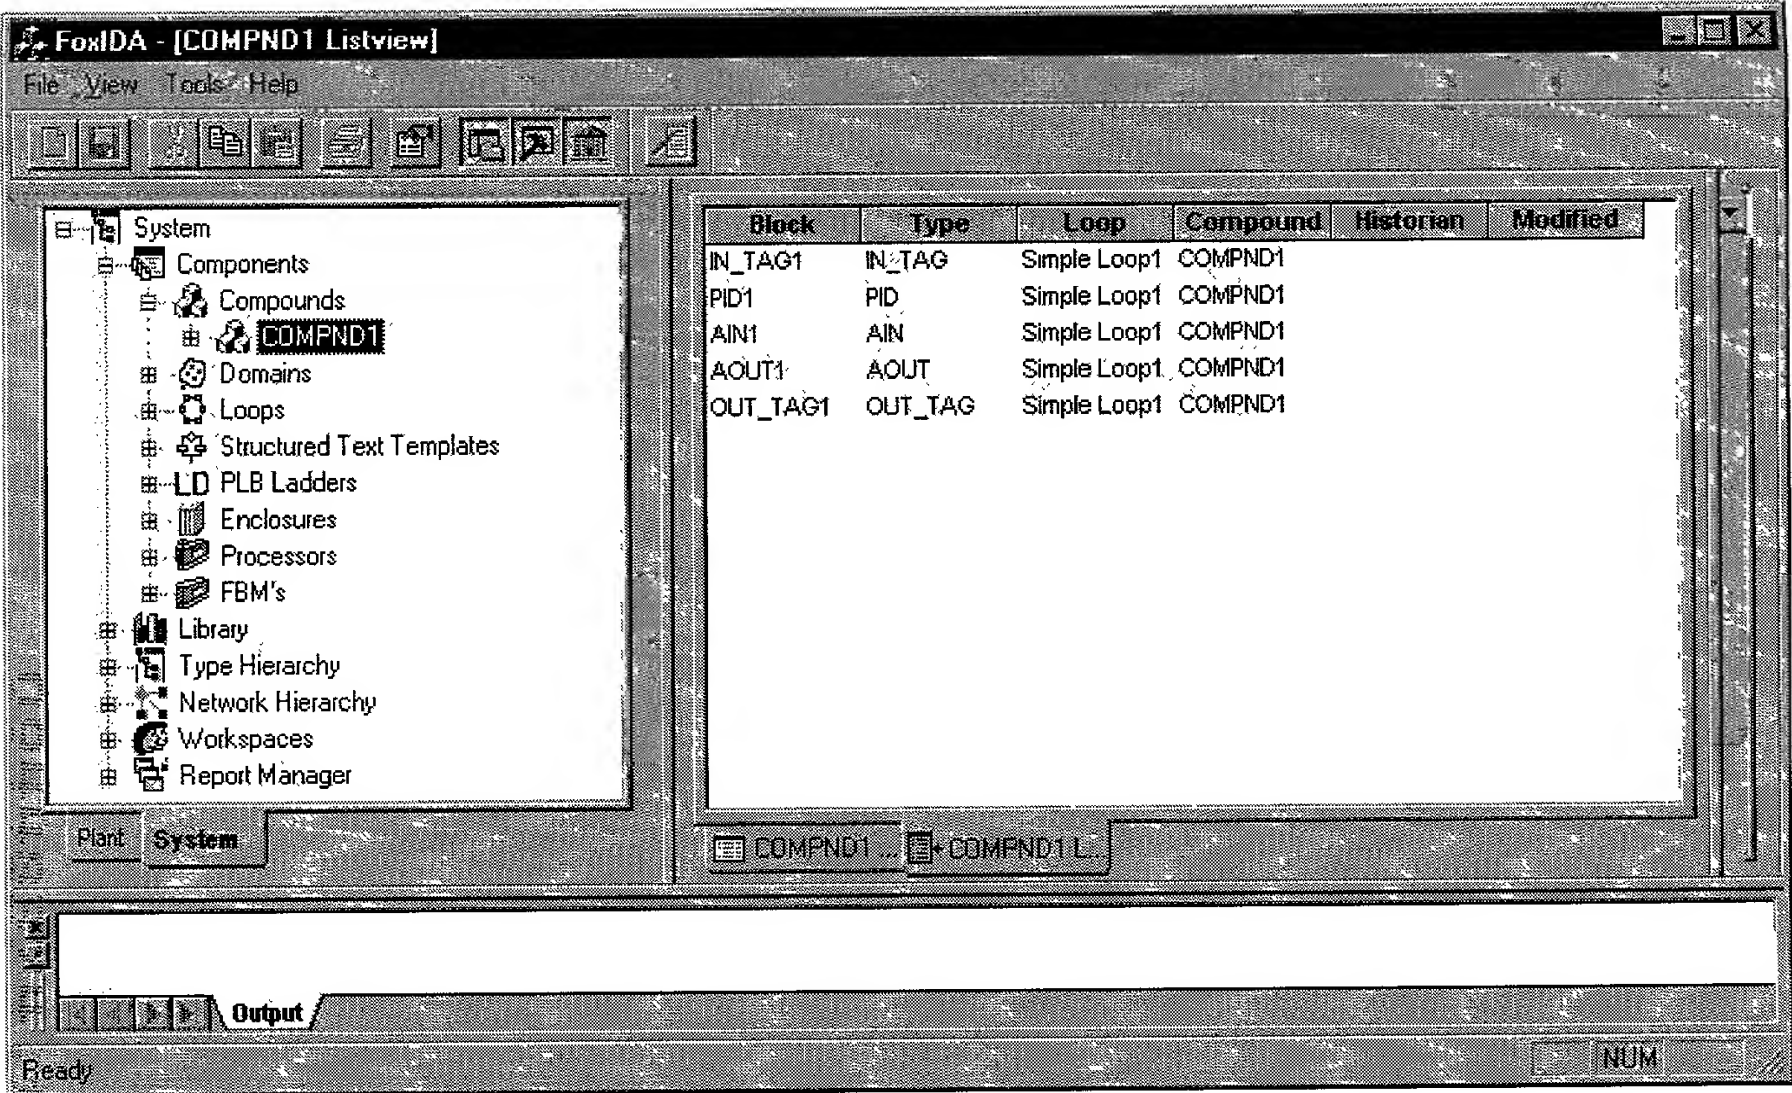 FoxIDA - [COMPND1 Listview]
File View Tools Help
System
Components
Compounds
COMPND1
Domains
Loops
Structured Text Templates
LD PLB Ladders
Enclosures
Processors
FBM's
Library
Type Hierarchy
Network Hierarchy
Workspaces
Report Manager
Plant System
Block Type Loop Compound Historian Modified
IN_TAG1 IN_TAG Simple Loop1 COMPND1
PID1 PID Simple Loop1 COMPND1
AIN1 AIN Simple Loop1 COMPND1
AOUT1 AOUT Simple Loop1 COMPND1
OUT_TAG1 OUT_TAG Simple Loop1 COMPND1
COMPND1 ... COMPND1 L...
Output
Ready NUM